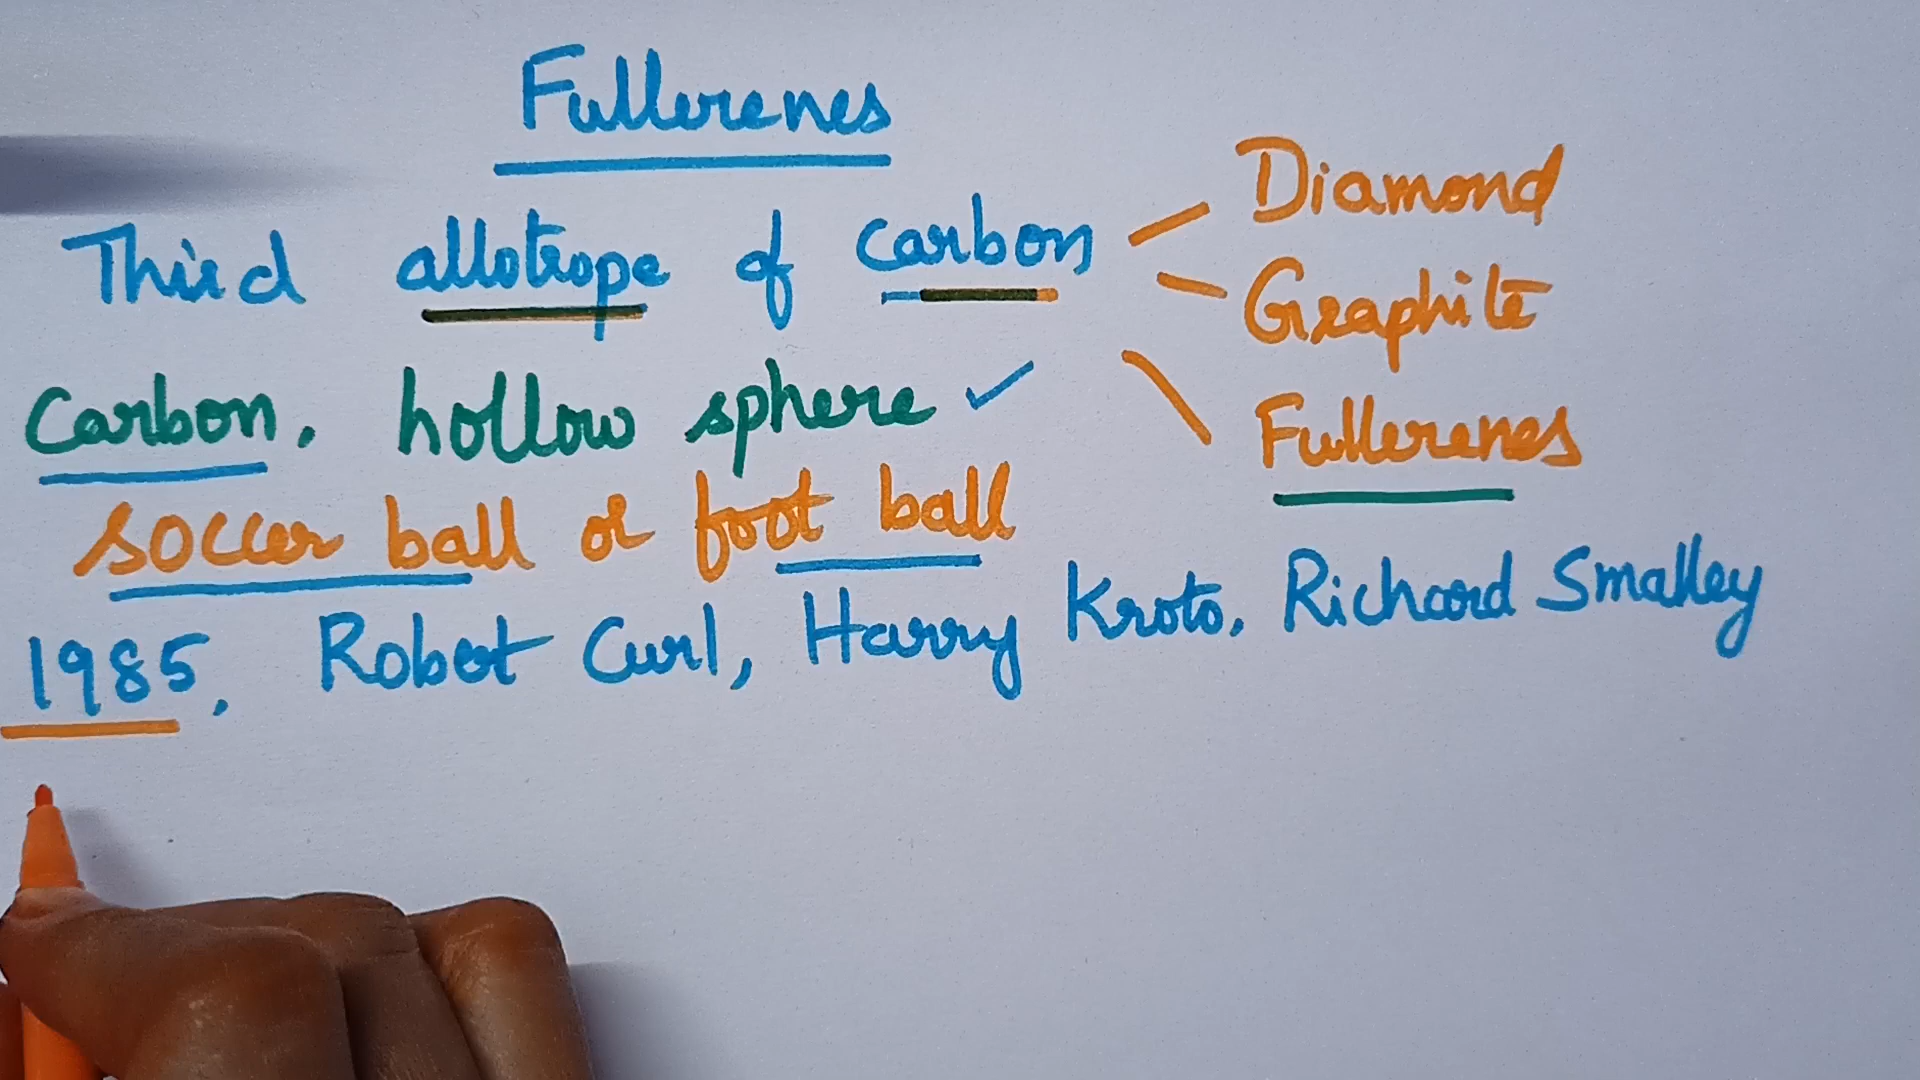 Fullerenes
Third allotrope of carbon
Diamond
Graphite
Fullerenes
Carbon, hollow sphere ✓
soccer ball or foot ball
1985, Robert Curl, Harry Kroto, Richard Smalley